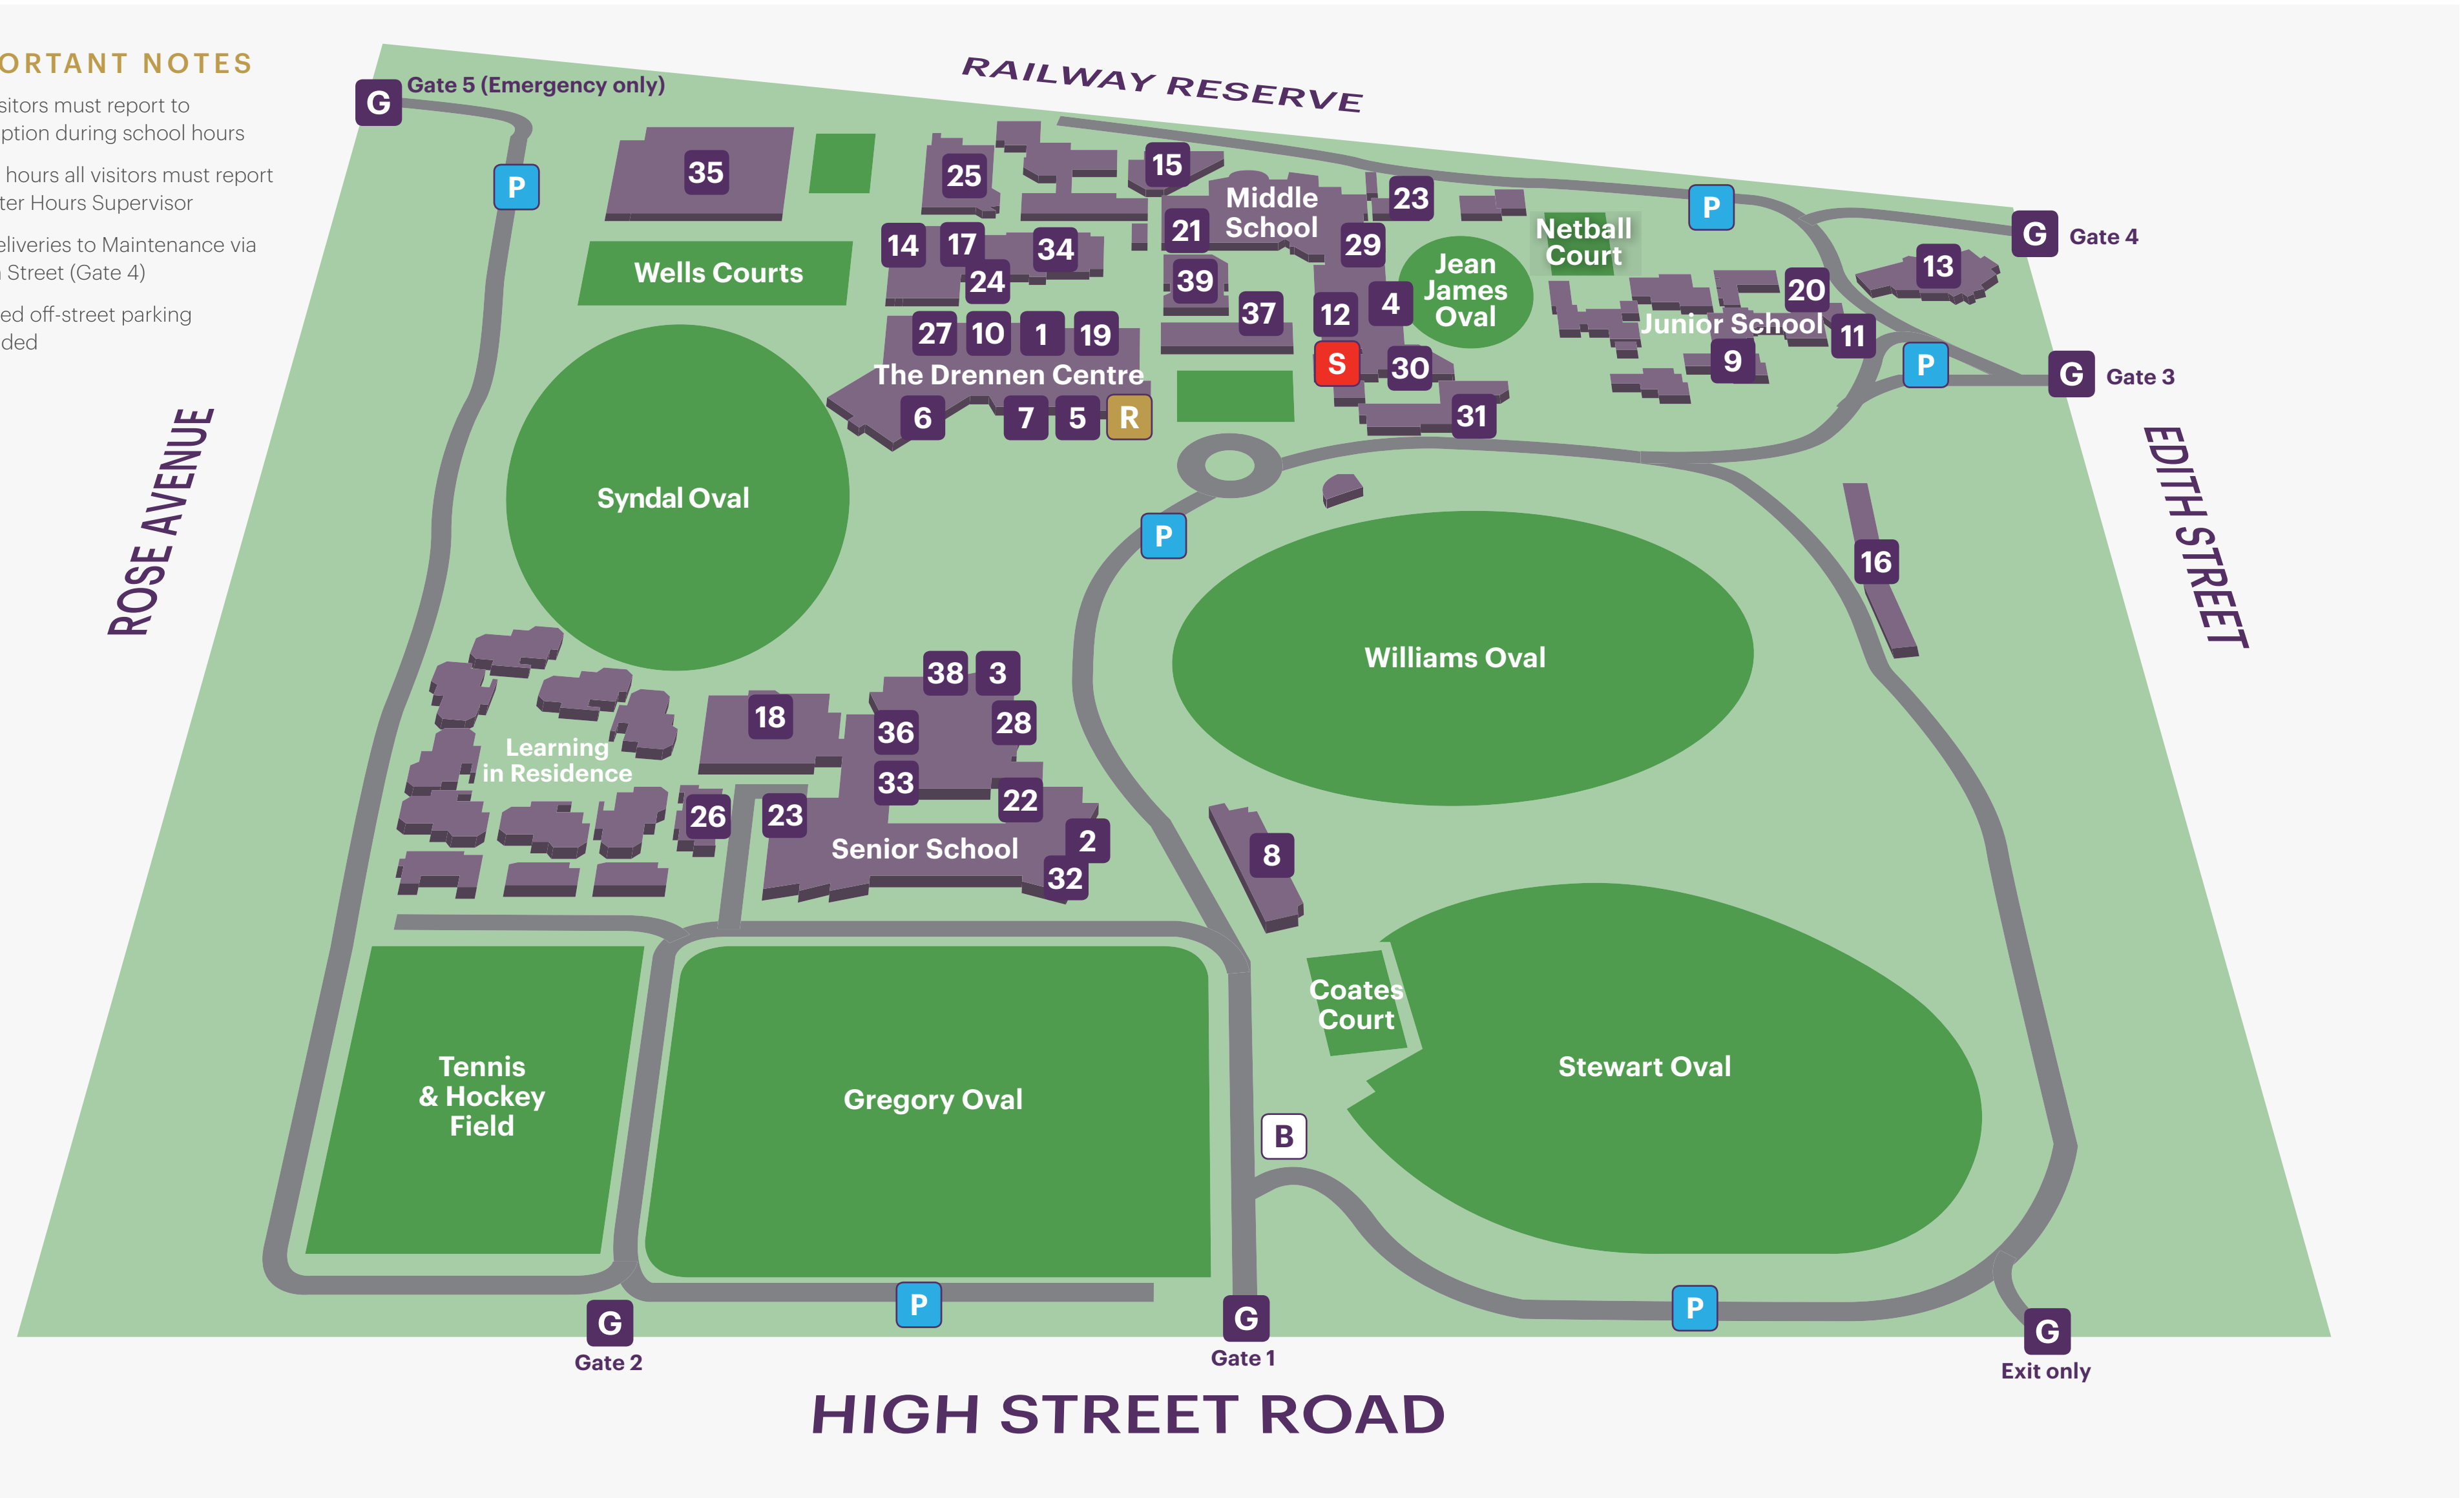 ORTANT NOTES
sitors must report to
ption during school hours
hours all visitors must report
ter Hours Supervisor
eliveries to Maintenance via
Street (Gate 4)
ed off-street parking
ded
RAILWAY RESERVE
G Gate 5 (Emergency only)
P
35
25
15
Middle
School
23
P
G Gate 4
Netball
Court
14
17
34
24
21
29
Wells Courts
39
37
12
4
Jean
James
Oval
20
13
Junior School
11
9
27
10
1
19
The Drennen Centre
6
7
5
R
S
30
31
P
G Gate 3
ROSE AVENUE
EDITH STREET
Syndal Oval
P
16
Williams Oval
38
3
18
36
28
Learning
in Residence
33
22
26
23
2
Senior School
32
8
Coates
Court
Tennis
& Hockey
Field
Gregory Oval
Stewart Oval
B
P
P
G
Gate 2
G
Gate 1
G
Exit only
HIGH STREET ROAD